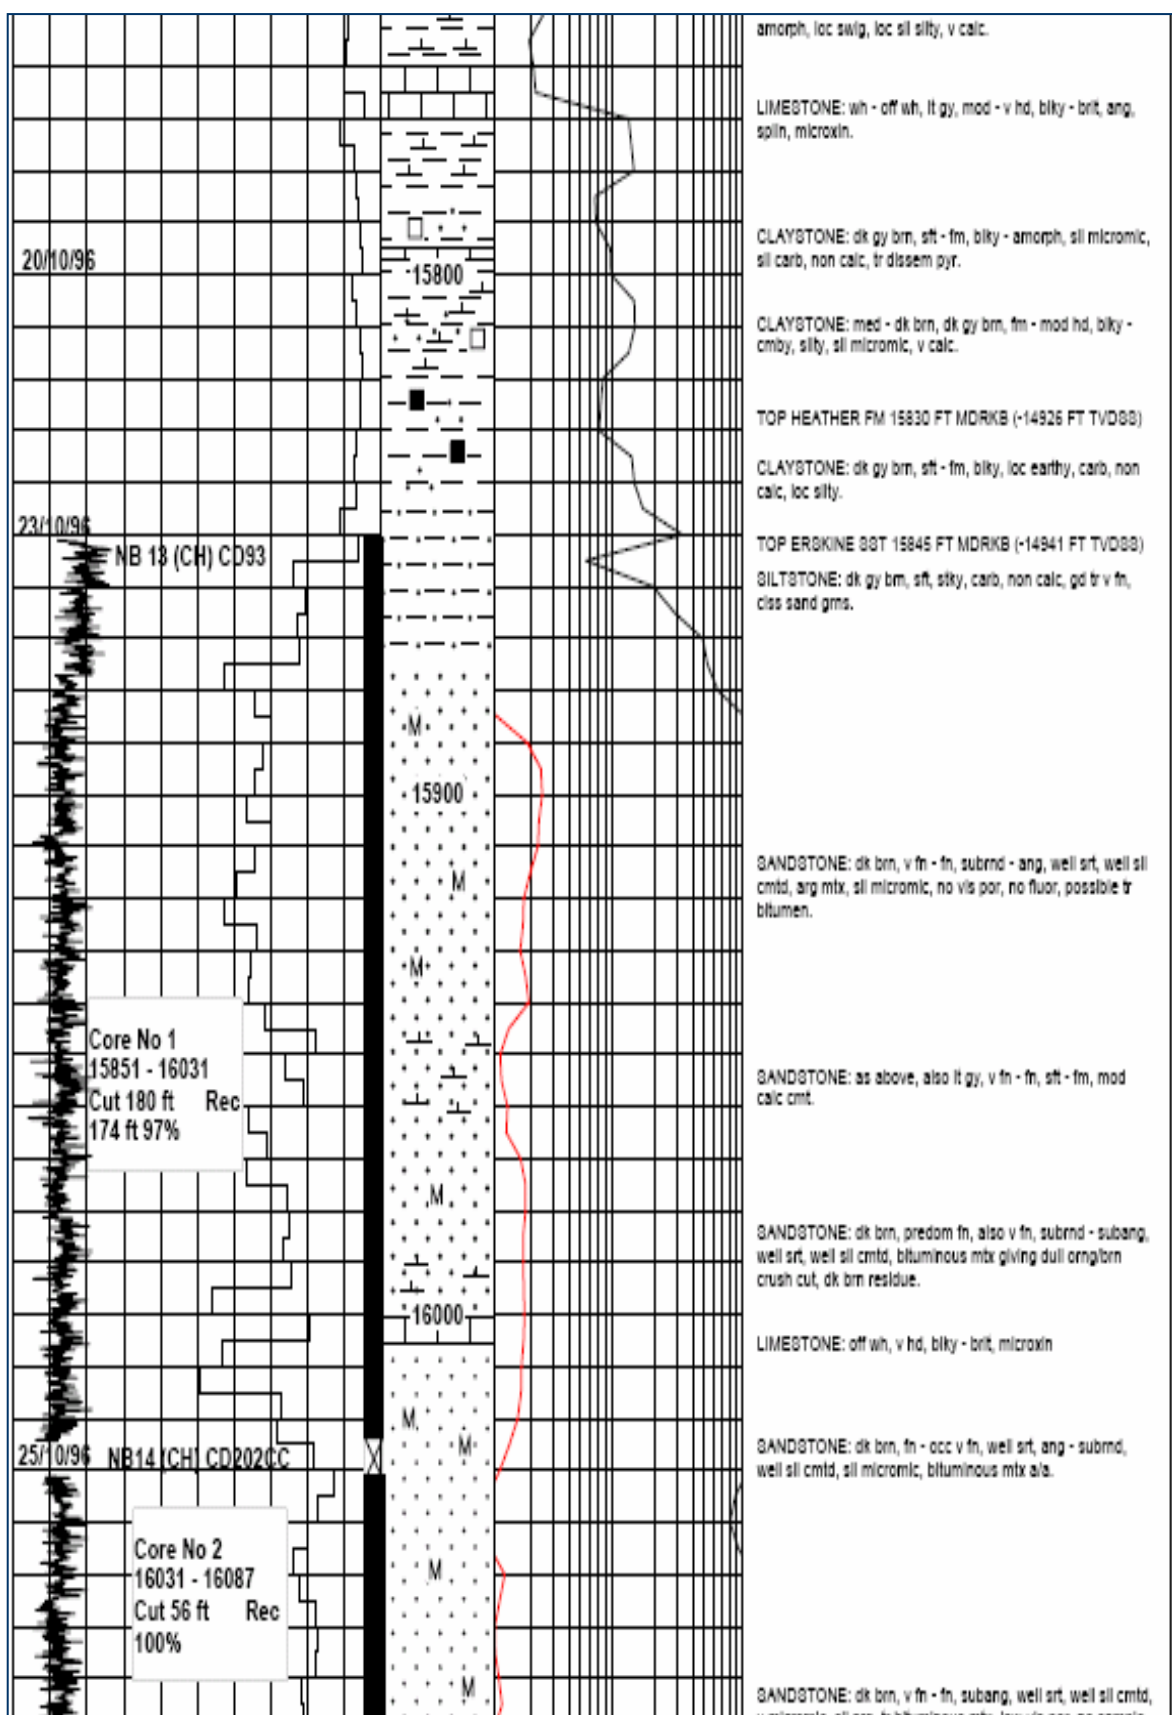 amorph, loc swlg, loc sli silty, v calc.
LIMESTONE: wh - off wh, lt gy, mod - v hd, blky - brit, ang,
splin, microxln.
CLAYSTONE: dk gy brn, sft - fm, blky - amorph, sli micromic,
sli carb, non calc, tr dissem pyr.
20/10/96
15800
CLAYSTONE: med - dk brn, dk gy brn, fm - mod hd, blky -
cmby, silty, sli micromic, v calc.
TOP HEATHER FM 15830 FT MDRKB (-14926 FT TVDSS)
CLAYSTONE: dk gy brn, sft - fm, blky, loc earthy, carb, non
calc, loc silty.
23/10/96
NB 13 (CH) CD93
TOP ERSKINE SST 15845 FT MDRKB (-14941 FT TVDSS)
SILTSTONE: dk gy brn, sft, stky, carb, non calc, gd tr v fn,
clss sand grns.
M
15900
SANDSTONE: dk brn, v fn - fn, subrnd - ang, well srt, well sil
cmtd, arg mtx, sli micromic, no vis por, no fluor, possible tr
bitumen.
M
M
Core No 1
15851 - 16031
Cut 180 ft Rec
174 ft 97%
SANDSTONE: as above, also lt gy, v fn - fn, sft - fm, mod
calc cmt.
M
SANDSTONE: dk brn, predom fn, also v fn, subrnd - subang,
well srt, well sil cmtd, bituminous mtx giving dull orng/brn
crush cut, dk brn residue.
16000
LIMESTONE: off wh, v hd, blky - brit, microxln
M
M
25/10/96
NB14 (CH) CD202CC
SANDSTONE: dk brn, fn - occ v fn, well srt, ang - subrnd,
well sil cmtd, sli micromic, bituminous mtx a/a.
Core No 2
16031 - 16087
Cut 56 ft Rec
100%
M
M
SANDSTONE: dk brn, v fn - fn, subang, well srt, well sil cmtd,